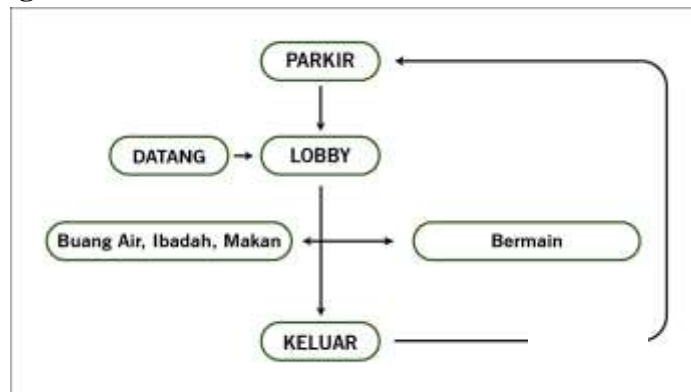 PARKIR
DATANG
LOBBY
Buang Air, Ibadah, Makan
Bermain
KELUAR